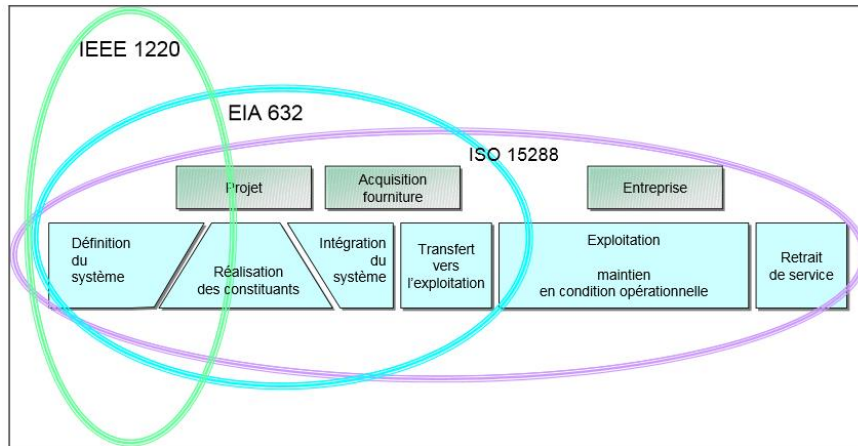 IEEE 1220
EIA 632
ISO 15288
Projet
Acquisition
fourniture
Entreprise
Définition
du
système
Réalisation
des constituants
Intégration
du
système
Transfert
vers
l'exploitation
Exploitation
maintien
en condition opérationnelle
Retrait
de service